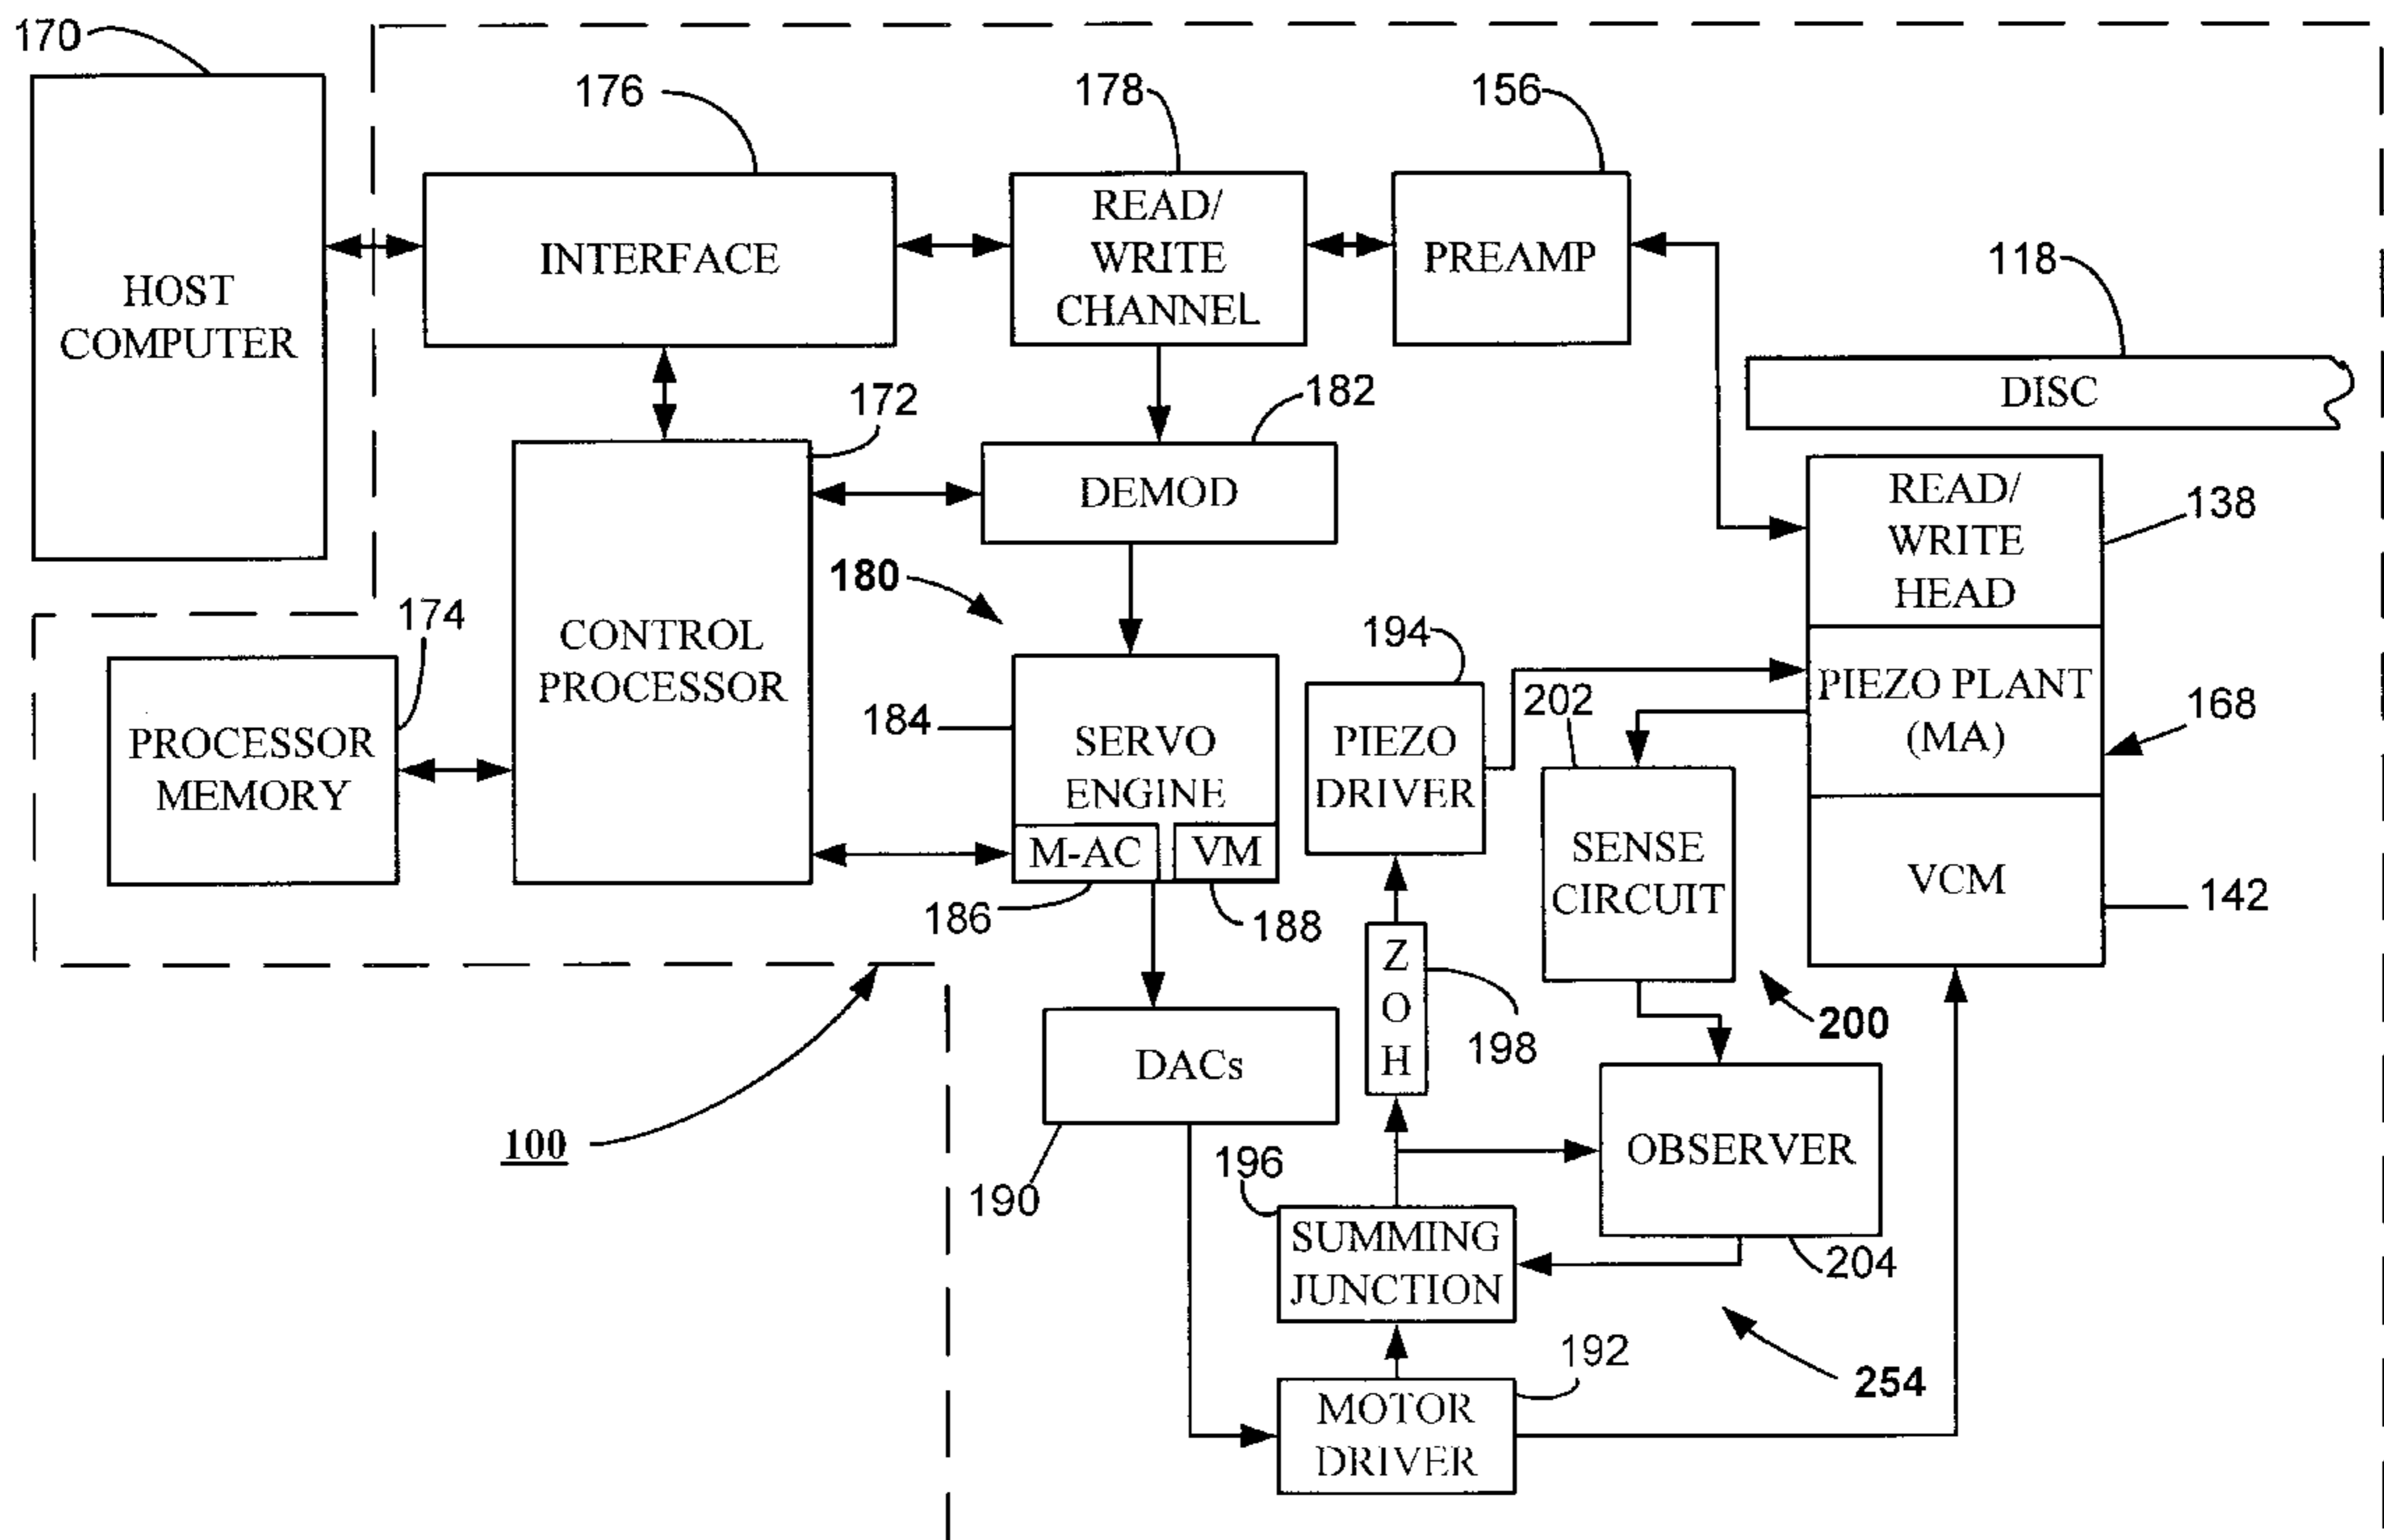 170
176
178
156
118
HOST
COMPUTER
INTERFACE
READ/
WRITE
CHANNEL
PREAMP
DISC
172
182
DEMOD
READ/
WRITE
HEAD
138
180
174
CONTROL
PROCESSOR
194
202
PIEZO PLANT
(MA)
168
PROCESSOR
MEMORY
184
SERVO
ENGINE
M-AC
VM
PIEZO
DRIVER
SENSE
CIRCUIT
VCM
142
186
188
Z
O
H
198
200
DACs
100
190
196
OBSERVER
SUMMING
JUNCTION
204
192
254
MOTOR
DRIVER